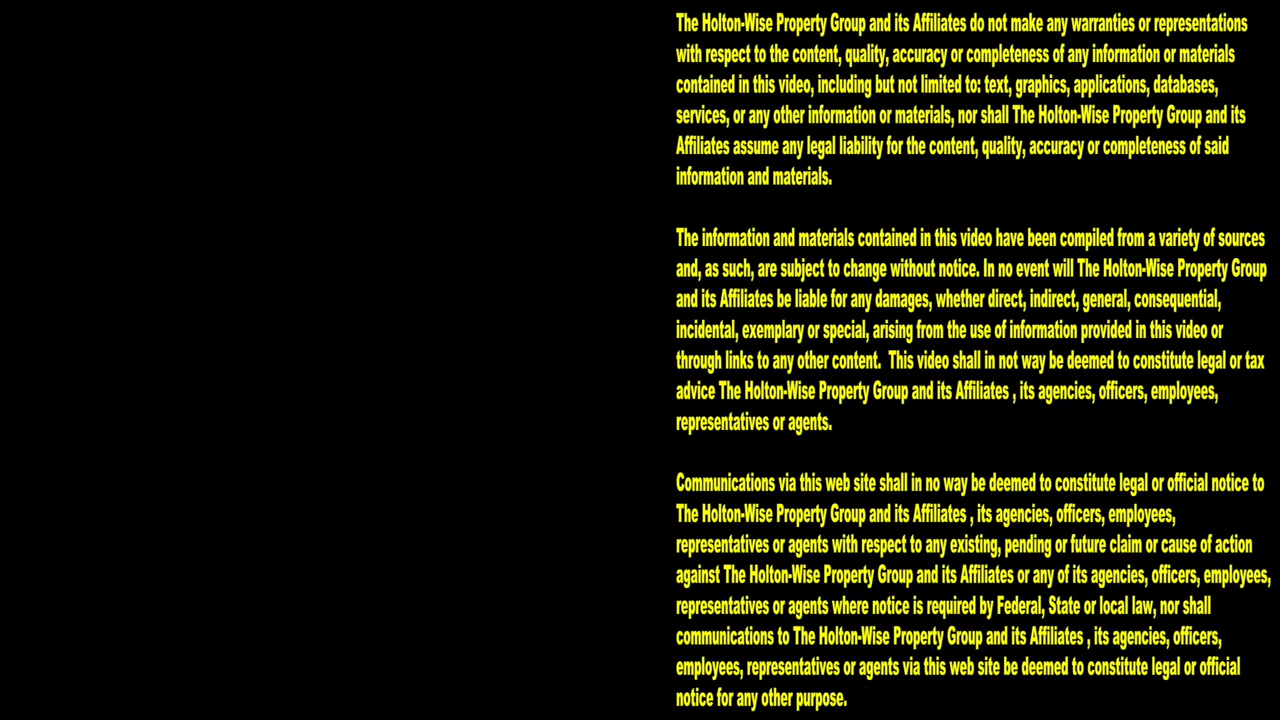 The Holton-Wise Property Group and its Affiliates do not make any warranties or representations
with respect to the content, quality, accuracy or completeness of any information or materials
contained in this video, including but not limited to: text, graphics, applications, databases,
services, or any other information or materials, nor shall The Holton-Wise Property Group and its
Affiliates assume any legal liability for the content, quality, accuracy or completeness of said
information and materials.
The information and materials contained in this video have been compiled from a variety of sources
and, as such, are subject to change without notice. In no event will The Holton-Wise Property Group
and its Affiliates be liable for any damages, whether direct, indirect, general, consequential,
incidental, exemplary or special, arising from the use of information provided in this video or
through links to any other content.  This video shall in not way be deemed to constitute legal or tax
advice The Holton-Wise Property Group and its Affiliates , its agencies, officers, employees,
representatives or agents.
Communications via this web site shall in no way be deemed to constitute legal or official notice to
The Holton-Wise Property Group and its Affiliates , its agencies, officers, employees,
representatives or agents with respect to any existing, pending or future claim or cause of action
against The Holton-Wise Property Group and its Affiliates or any of its agencies, officers, employees,
representatives or agents where notice is required by Federal, State or local law, nor shall
communications to The Holton-Wise Property Group and its Affiliates , its agencies, officers,
employees, representatives or agents via this web site be deemed to constitute legal or official
notice for any other purpose.